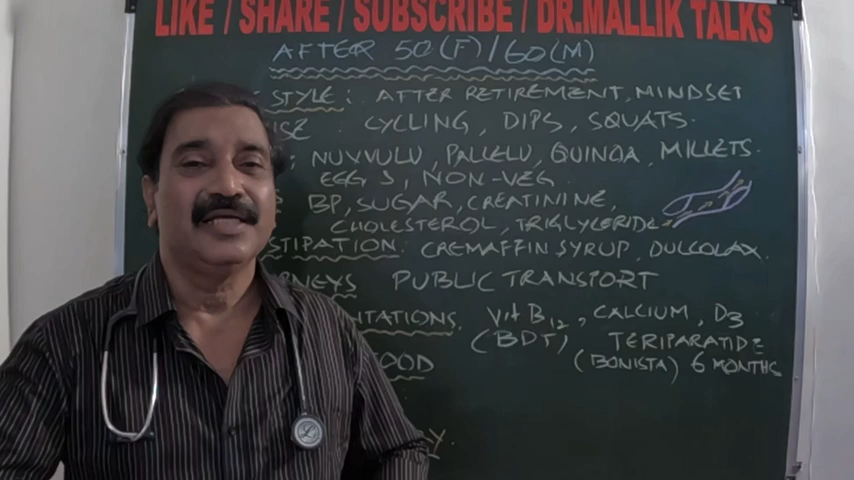 LIKE / SHARE / SUBSCRIBE / DR.MALLIK TALKS
AFTER 50(F)/60(M)
STYLE: AFTER RETIREMENT, MINDSET
CYCLING, DIPS, SQUATS.
; NUVVULU, PALLELU, QUINOA, MILLETS.
EGGS, NON-VEG
BP, SUGAR, CREATININE,
CHOLESTEROL, TRIGLYCERIDE
STIPATION: CREMAFFIN SYRUP, DULCOLAX.
RNEYS PUBLIC TRANSPORT
NTATIONS. Vit B12, CALCIUM, D3
(BDT) TERIPARATIDE
OOD (BONISTA) 6 MONTHS